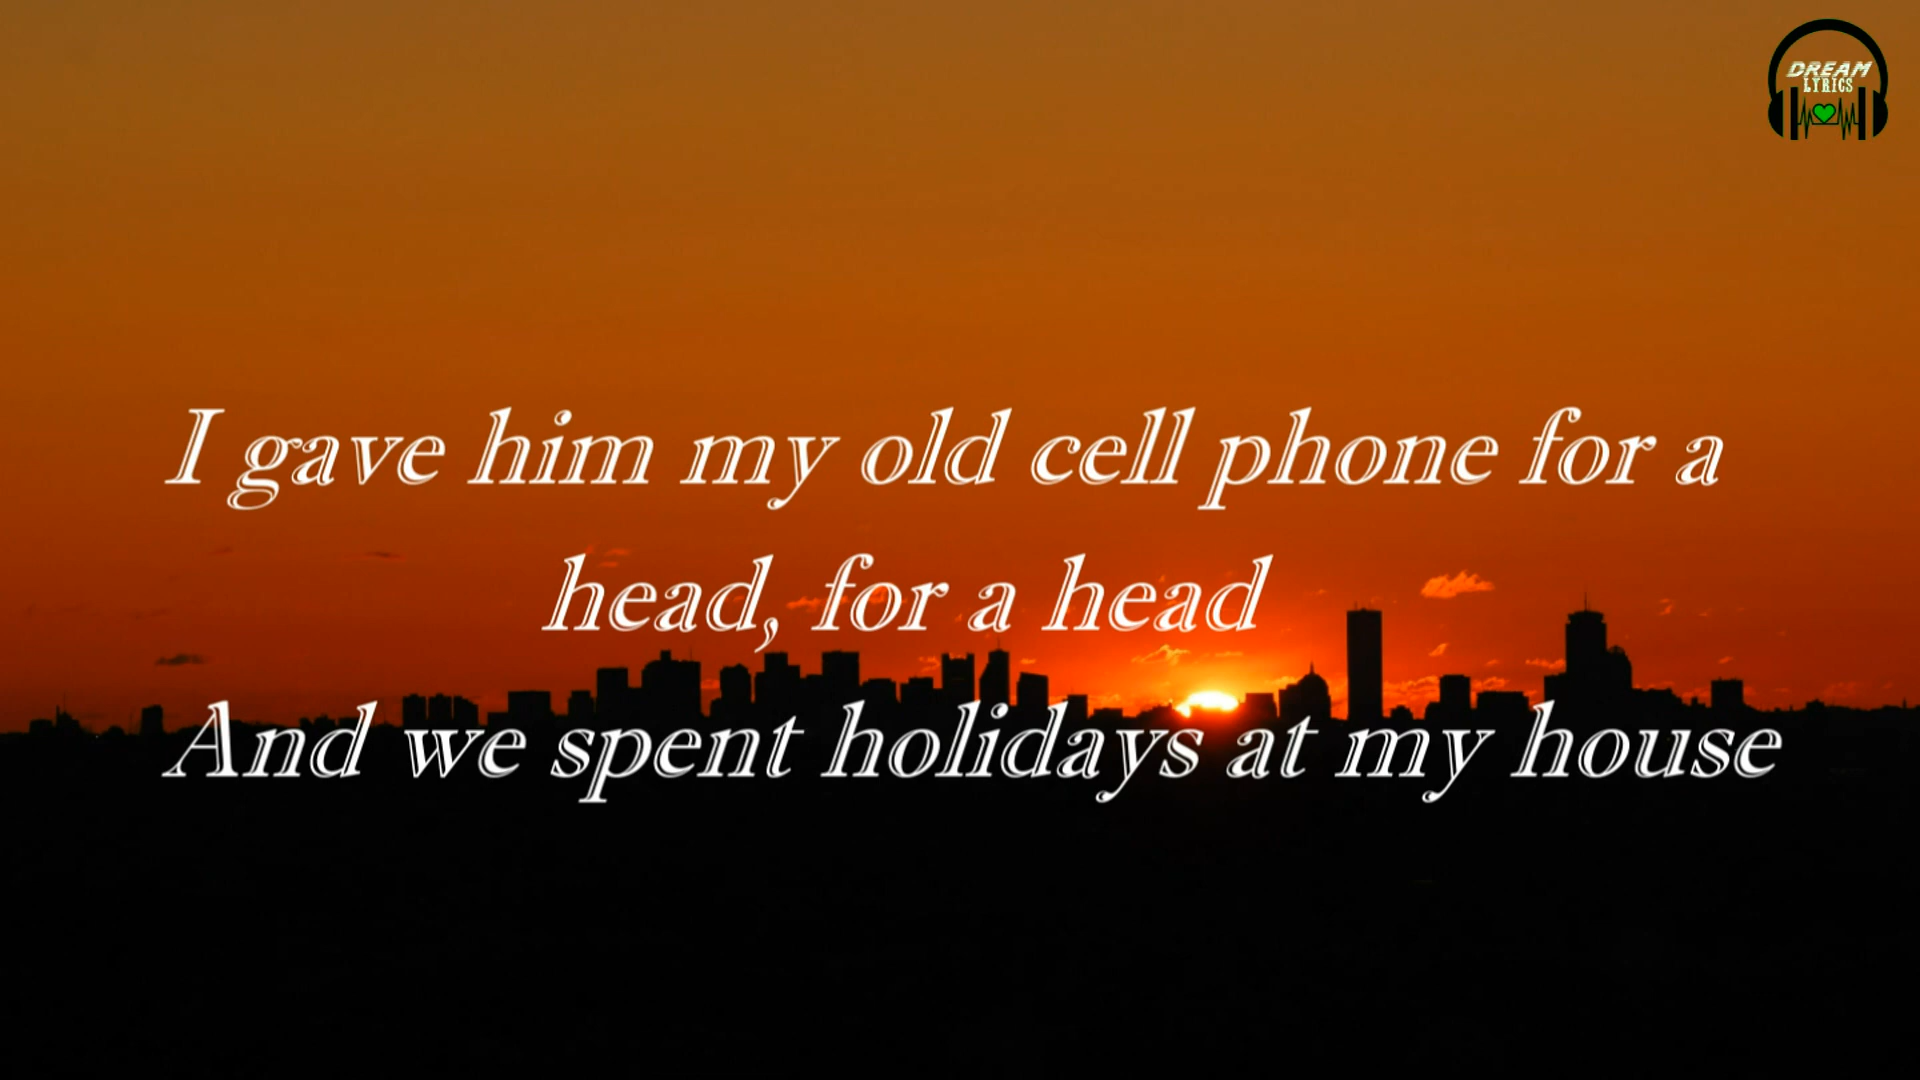 DREAM
LYRICS
I gave him my old cell phone for a
head, for a head
And we spent holidays at my house